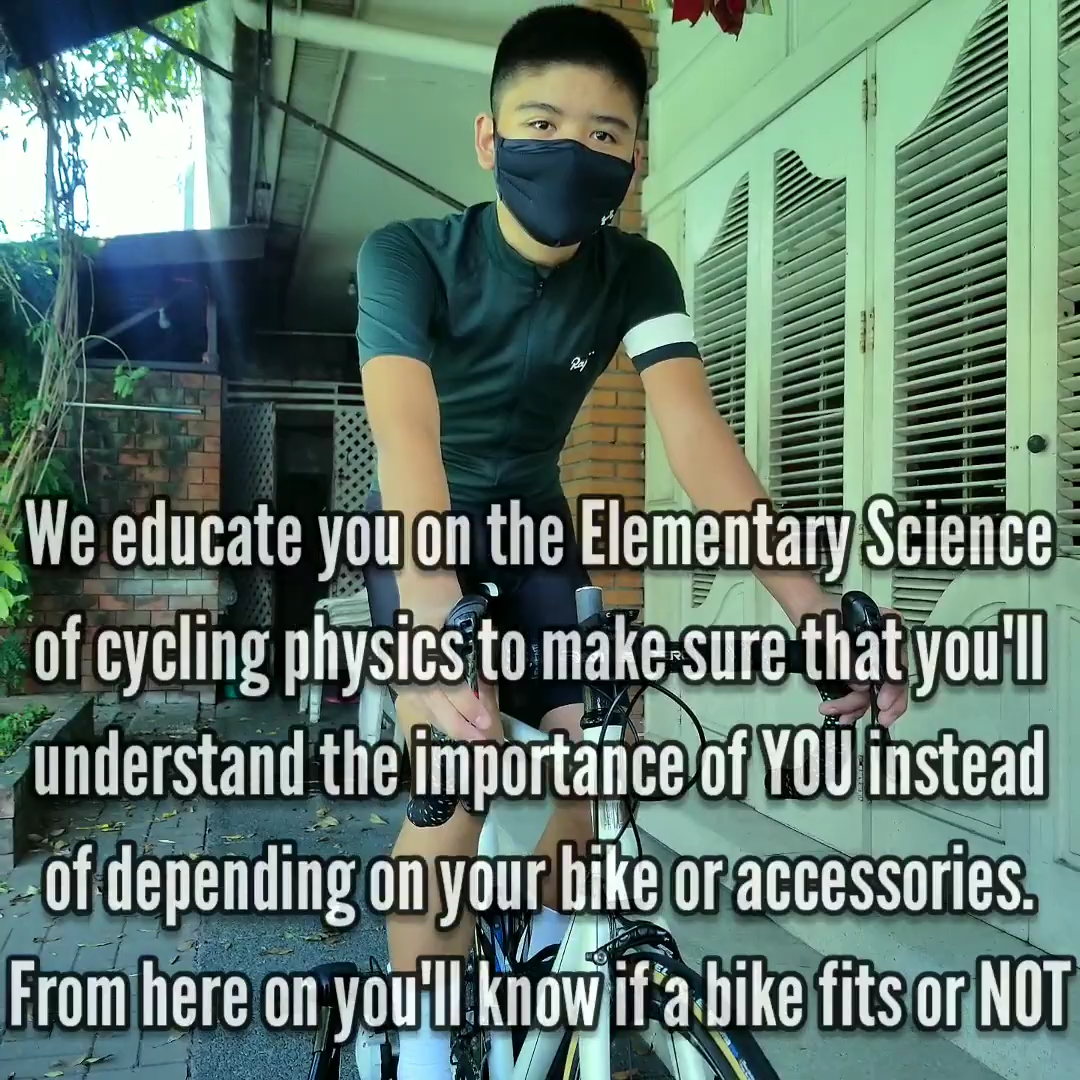 We educate you on the Elementary Science
of cycling physics to make sure that you'll
understand the importance of YOU instead
of depending on your bike or accessories.
From here on you'll know if a bike fits or NOT